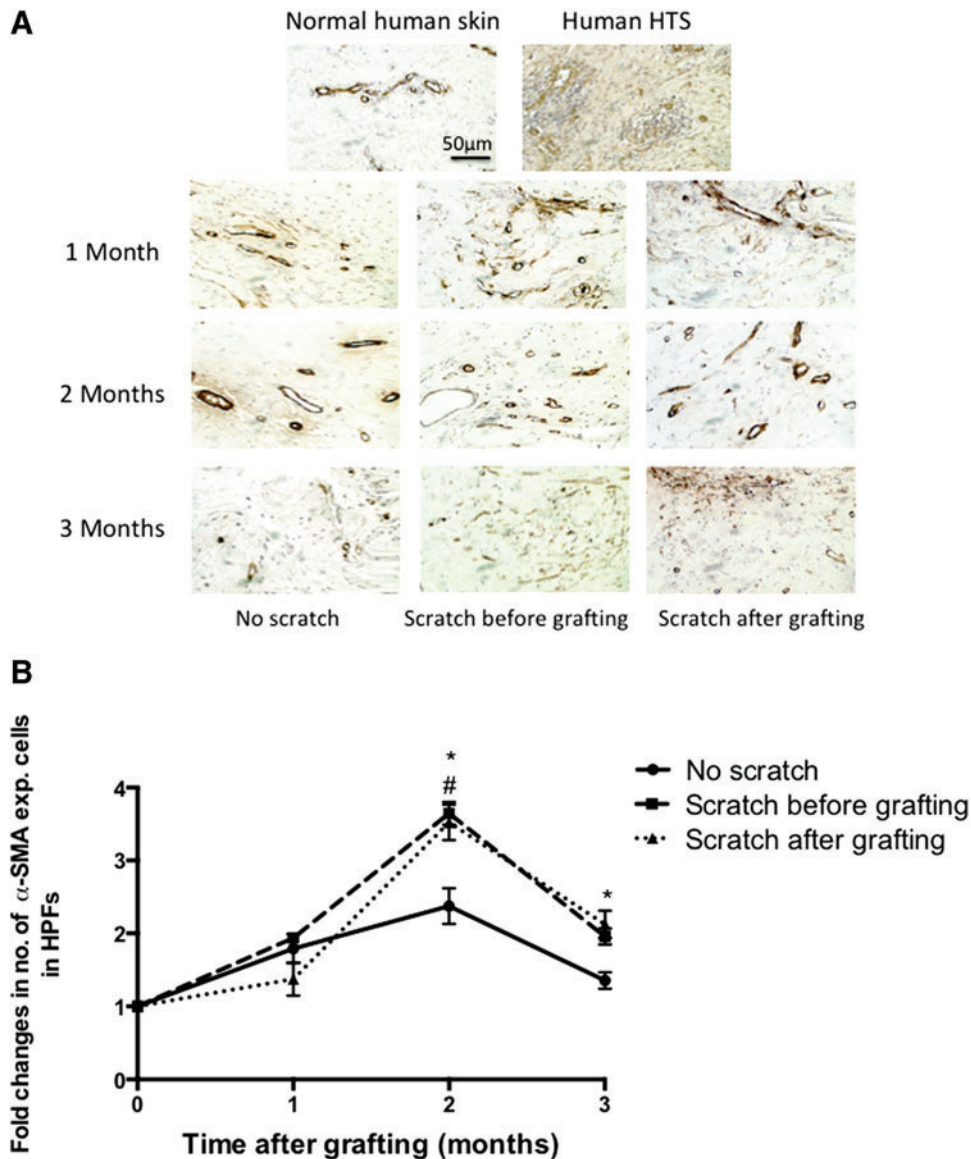 A
Normal human skin Human HTS
50μm
1 Month
2 Months
3 Months
No scratch Scratch before grafting Scratch after grafting
B
Fold changes in no. of α-SMA exp. cells
in HPFs
4
3
2
1
0
*
#
*
0 1 2 3
Time after grafting (months)
No scratch
Scratch before grafting
Scratch after grafting